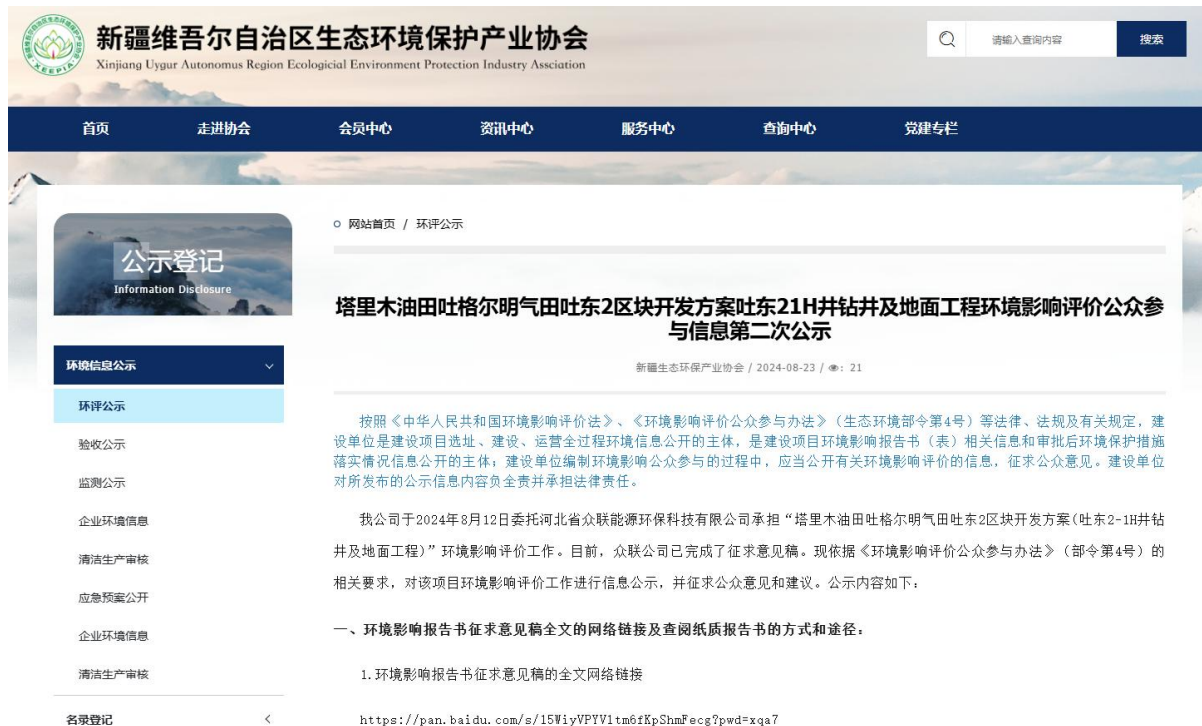 新疆维吾尔自治区生态环境保护产业协会
Xinjiang Uygur Autonomus Region Ecologicial Environment Protection Industry Assciation
XEEPIA
请输入查询内容
搜索
首页
走进协会
会员中心
资讯中心
服务中心
查询中心
党建专栏
公示登记
Information Disclosure
环境信息公示
环评公示
验收公示
监测公示
企业环境信息
清洁生产审核
应急预案公开
企业环境信息
清洁生产审核
名录登记
网站首页 / 环评公示
塔里木油田吐格尔明气田吐东2区块开发方案吐东21H井钻井及地面工程环境影响评价公众参
与信息第二次公示
新疆生态环保产业协会 / 2024-08-23 / : 21
按照《中华人民共和国环境影响评价法》、《环境影响评价公众参与办法》（生态环境部令第4号）等法律、法规及有关规定，建
设单位是建设项目选址、建设、运营全过程环境信息公开的主体，是建设项目环境影响报告书（表）相关信息和审批后环境保护措施
落实情况信息公开的主体；建设单位编制环境影响公众参与的过程中，应当公开有关环境影响评价的信息，征求公众意见。建设单位
对所发布的公示信息内容负全责并承担法律责任。
我公司于2024年8月12日委托河北省众联能源环保科技有限公司承担“塔里木油田吐格尔明气田吐东2区块开发方案(吐东2-1H井钻
井及地面工程)”环境影响评价工作。目前，众联公司已完成了征求意见稿。现依据《环境影响评价公众参与办法》（部令第4号）的
相关要求，对该项目环境影响评价工作进行信息公示，并征求公众意见和建议。公示内容如下：
一、环境影响报告书征求意见稿全文的网络链接及查阅纸质报告书的方式和途径：
1.环境影响报告书征求意见稿的全文网络链接
https://pan.baidu.com/s/15WiyVPYV1tm6fKpShmFecg?pwd=xqa7